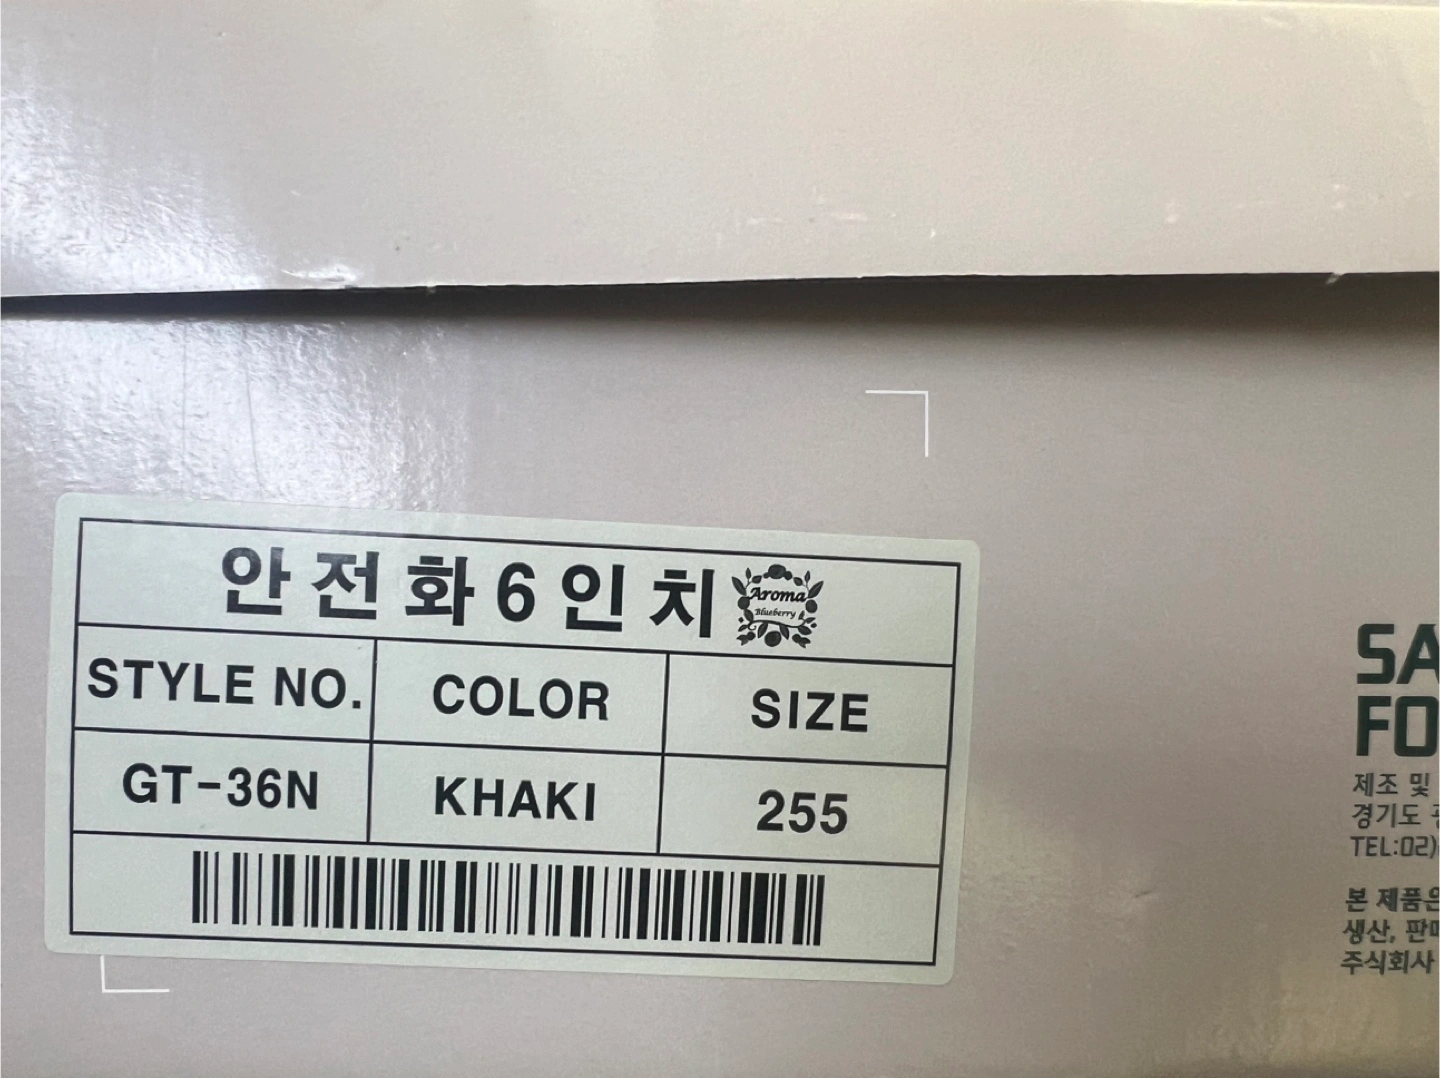 안전화6인치
Aroma
Blueberry &
STYLE NO. COLOR SIZE
GT-36N KHAKI 255
SA
FO
제조 및
경기도
TEL:02)
본 제품은
생산, 판매
주식회사